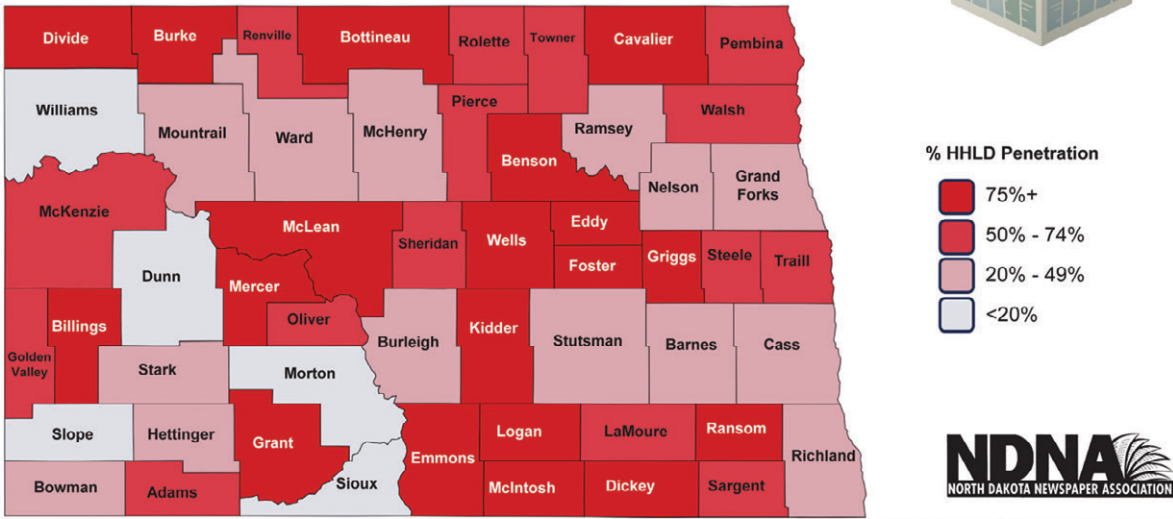 Divide
Burke
Renville
Bottineau
Rolette
Towner
Cavalier
Pembina
Williams
Mountrail
Ward
McHenry
Pierce
Ramsey
Walsh
Benson
Nelson
Grand
Forks
McKenzie
McLean
Sheridan
Wells
Eddy
Foster
Griggs
Steele
Traill
Dunn
Mercer
Oliver
Billings
Golden
Valley
Stark
Morton
Burleigh
Kidder
Stutsman
Barnes
Cass
Slope
Hettinger
Grant
Logan
LaMoure
Ransom
Richland
Emmons
Bowman
Adams
Sioux
McIntosh
Dickey
Sargent
% HHLD Penetration
75%+
50% - 74%
20% - 49%
<20%
NDNA
NORTH DAKOTA NEWSPAPER ASSOCIATION